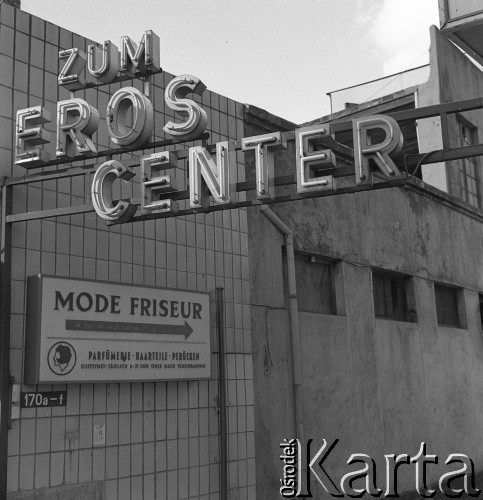 ZUM
EROS
CENTER
MODE FRISEUR
PARFÜMERIE·HAARTEILE·PERÜCKEN
170a-f
Ośrodek
Karta